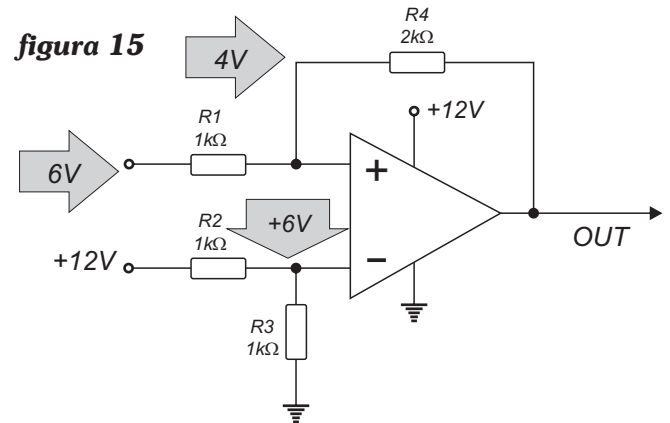 figura 15
4V
R4
2kΩ
+12V
R1
1kΩ
6V
+
R2
1kΩ
+6V
+12V
−
OUT
R3
1kΩ